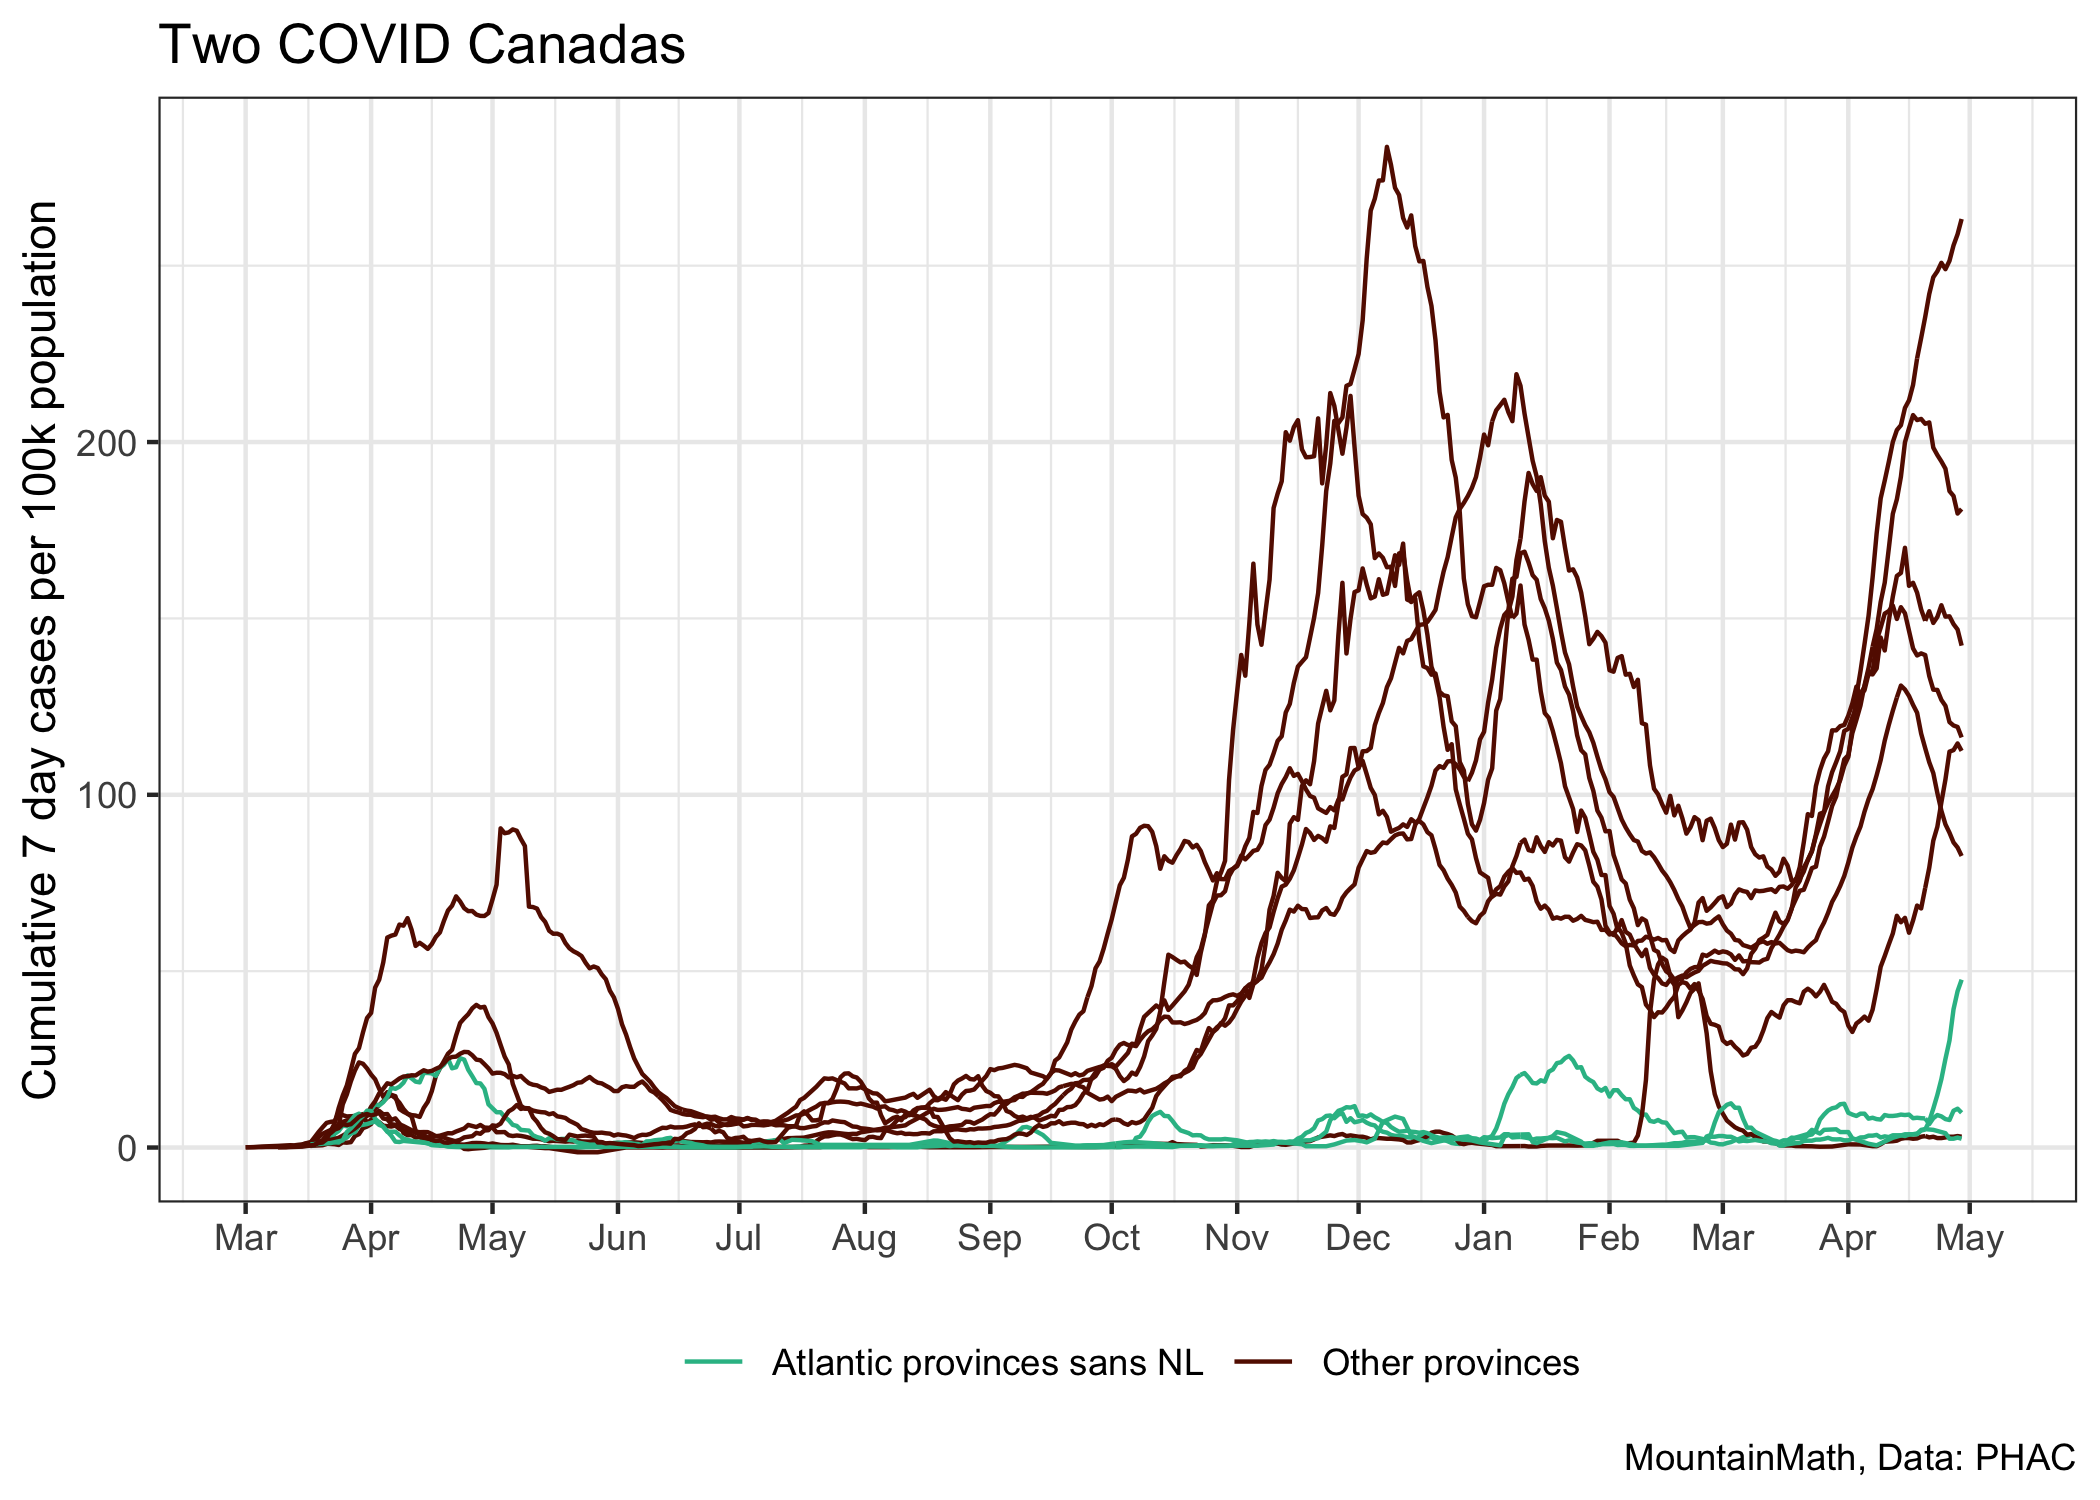 Two COVID Canadas
Cumulative 7 day cases per 100k population
200
100
0
Mar Apr May Jun Jul Aug Sep Oct Nov Dec Jan Feb Mar Apr May
Atlantic provinces sans NL Other provinces
MountainMath, Data: PHAC